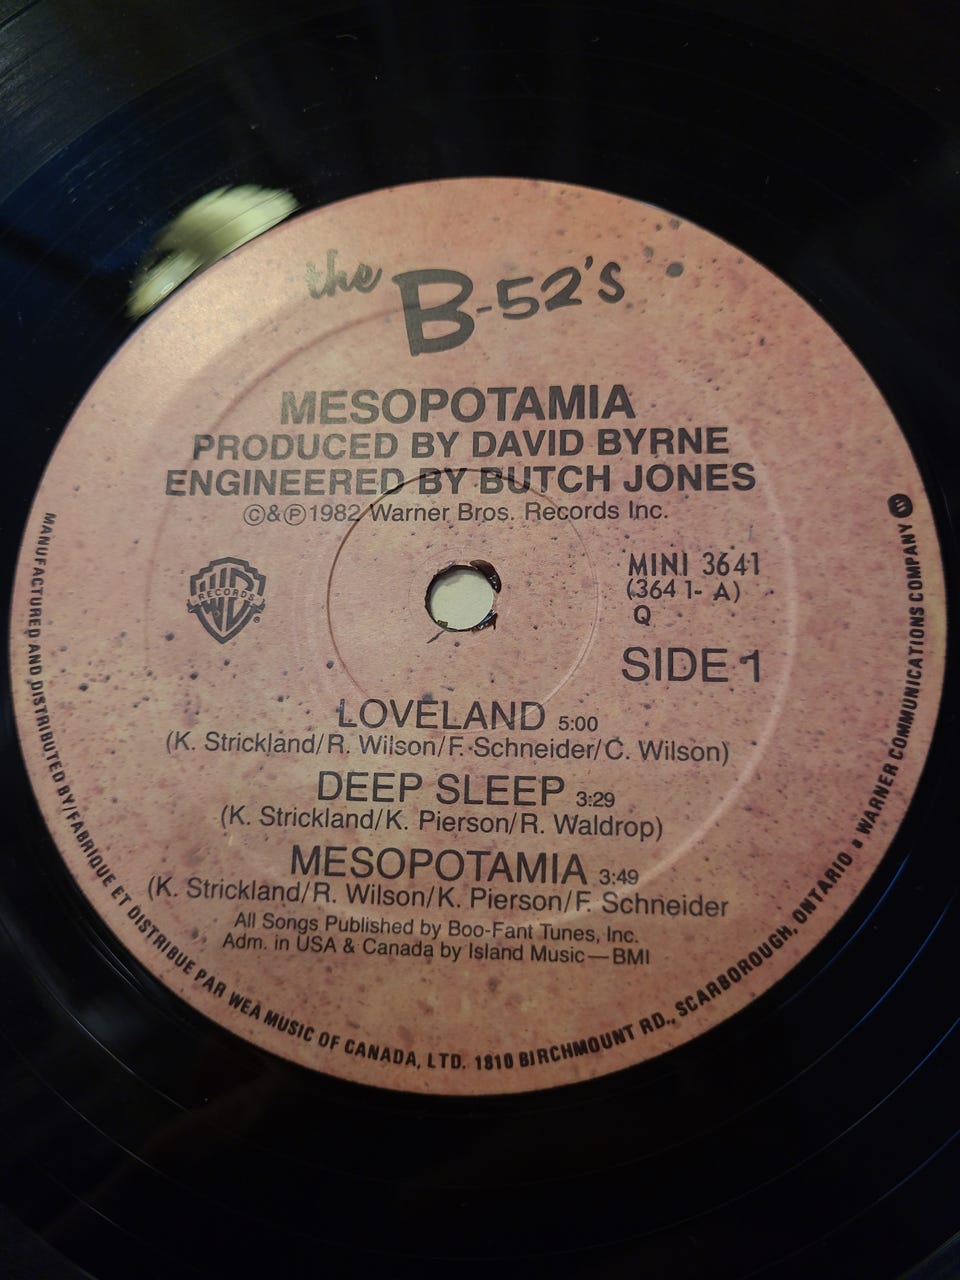 the B-52's
MESOPOTAMIA
PRODUCED BY DAVID BYRNE
ENGINEERED BY BUTCH JONES
©&℗1982 Warner Bros. Records Inc.
WB
RECORDS
®
MINI 3641
(364 1- A)
Q
SIDE 1
LOVELAND 5:00
(K. Strickland/R. Wilson/F. Schneider/C. Wilson)
DEEP SLEEP 3:29
(K. Strickland/K. Pierson/R. Waldrop)
MESOPOTAMIA 3:49
(K. Strickland/R. Wilson/K. Pierson/F. Schneider
All Songs Published by Boo-Fant Tunes, Inc.
Adm. in USA & Canada by Island Music—BMI
MANUFACTURED AND DISTRIBUTED BY/FABRIQUE ET DISTRIBUE PAR WEA MUSIC OF CANADA, LTD. 1810 BIRCHMOUNT RD., SCARBOROUGH, ONTARIO • A WARNER COMMUNICATIONS COMPANY